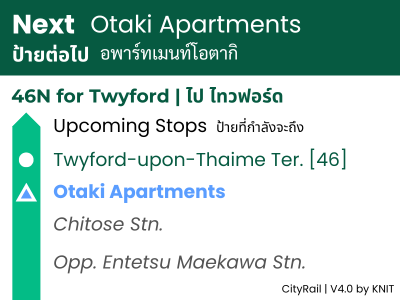 Next Otaki Apartments
ป้ายต่อไป อพาร์ทเมนท์โอตากิ
46N for Twyford | ไป ไทวฟอร์ด
Upcoming Stops ป้ายที่กำลังจะถึง
Twyford-upon-Thaime Ter. [46]
Otaki Apartments
Chitose Stn.
Opp. Entetsu Maekawa Stn.
CityRail | V4.0 by KNIT